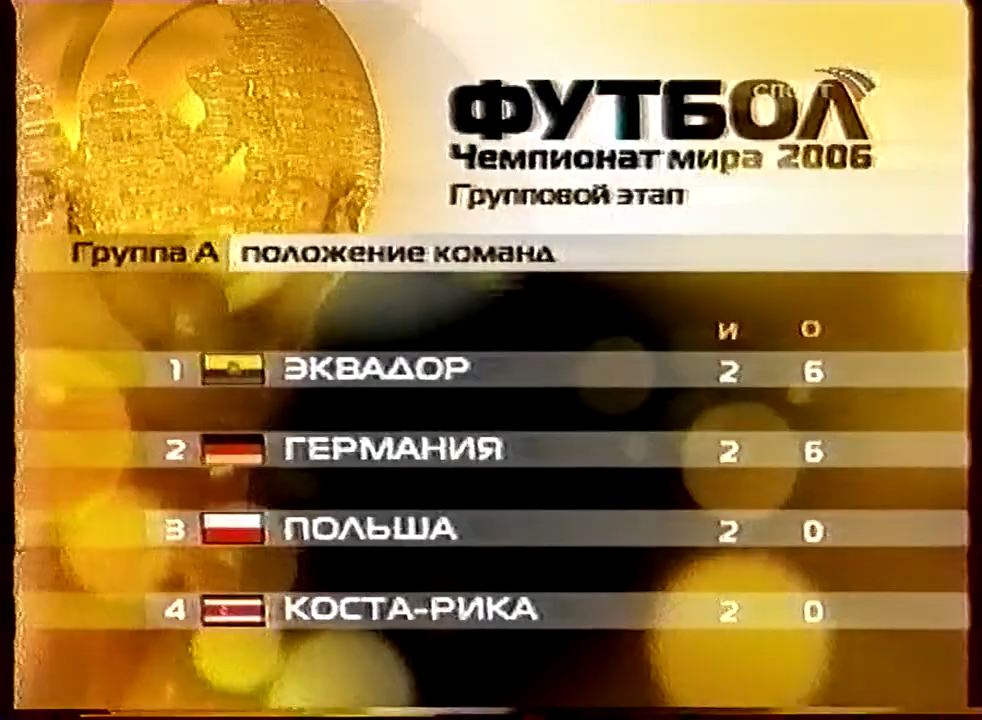 ФУТБОЛ
СПОРТ
Чемпионат мира 2006
Групповой этап
Группа А положение команд
И О
1 ЭКВАДОР 2 6
2 ГЕРМАНИЯ 2 6
3 ПОЛЬША 2 0
4 КОСТА-РИКА 2 0